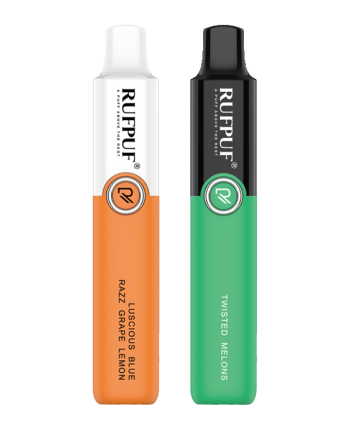 RUFPUF®
A PUFF ABOVE THE REST
LUSCIOUS BLUE
RAZZ GRAPE LEMON
RUFPUF®
A PUFF ABOVE THE REST
TWISTED MELONS